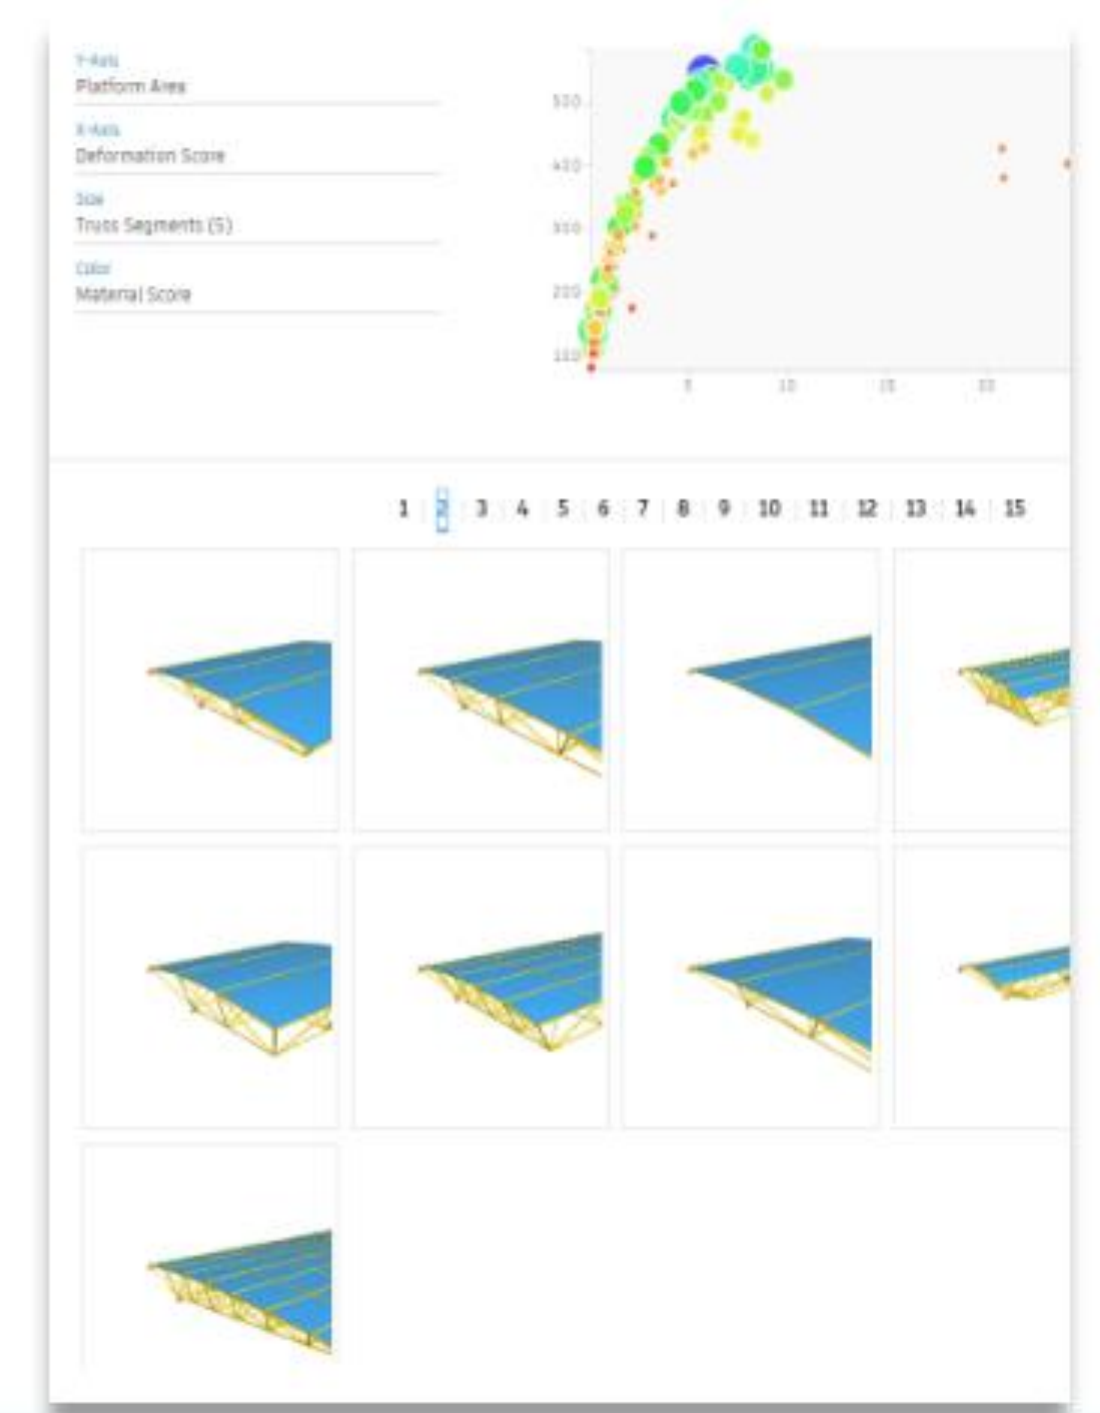 Y-Axis
Platform Area
X-Axis
Deformation Score
Size
Truss Segments (S)
Color
Material Score
500
400
300
200
100
5 10 15 20
1 2 3 4 5 6 7 8 9 10 11 12 13 14 15